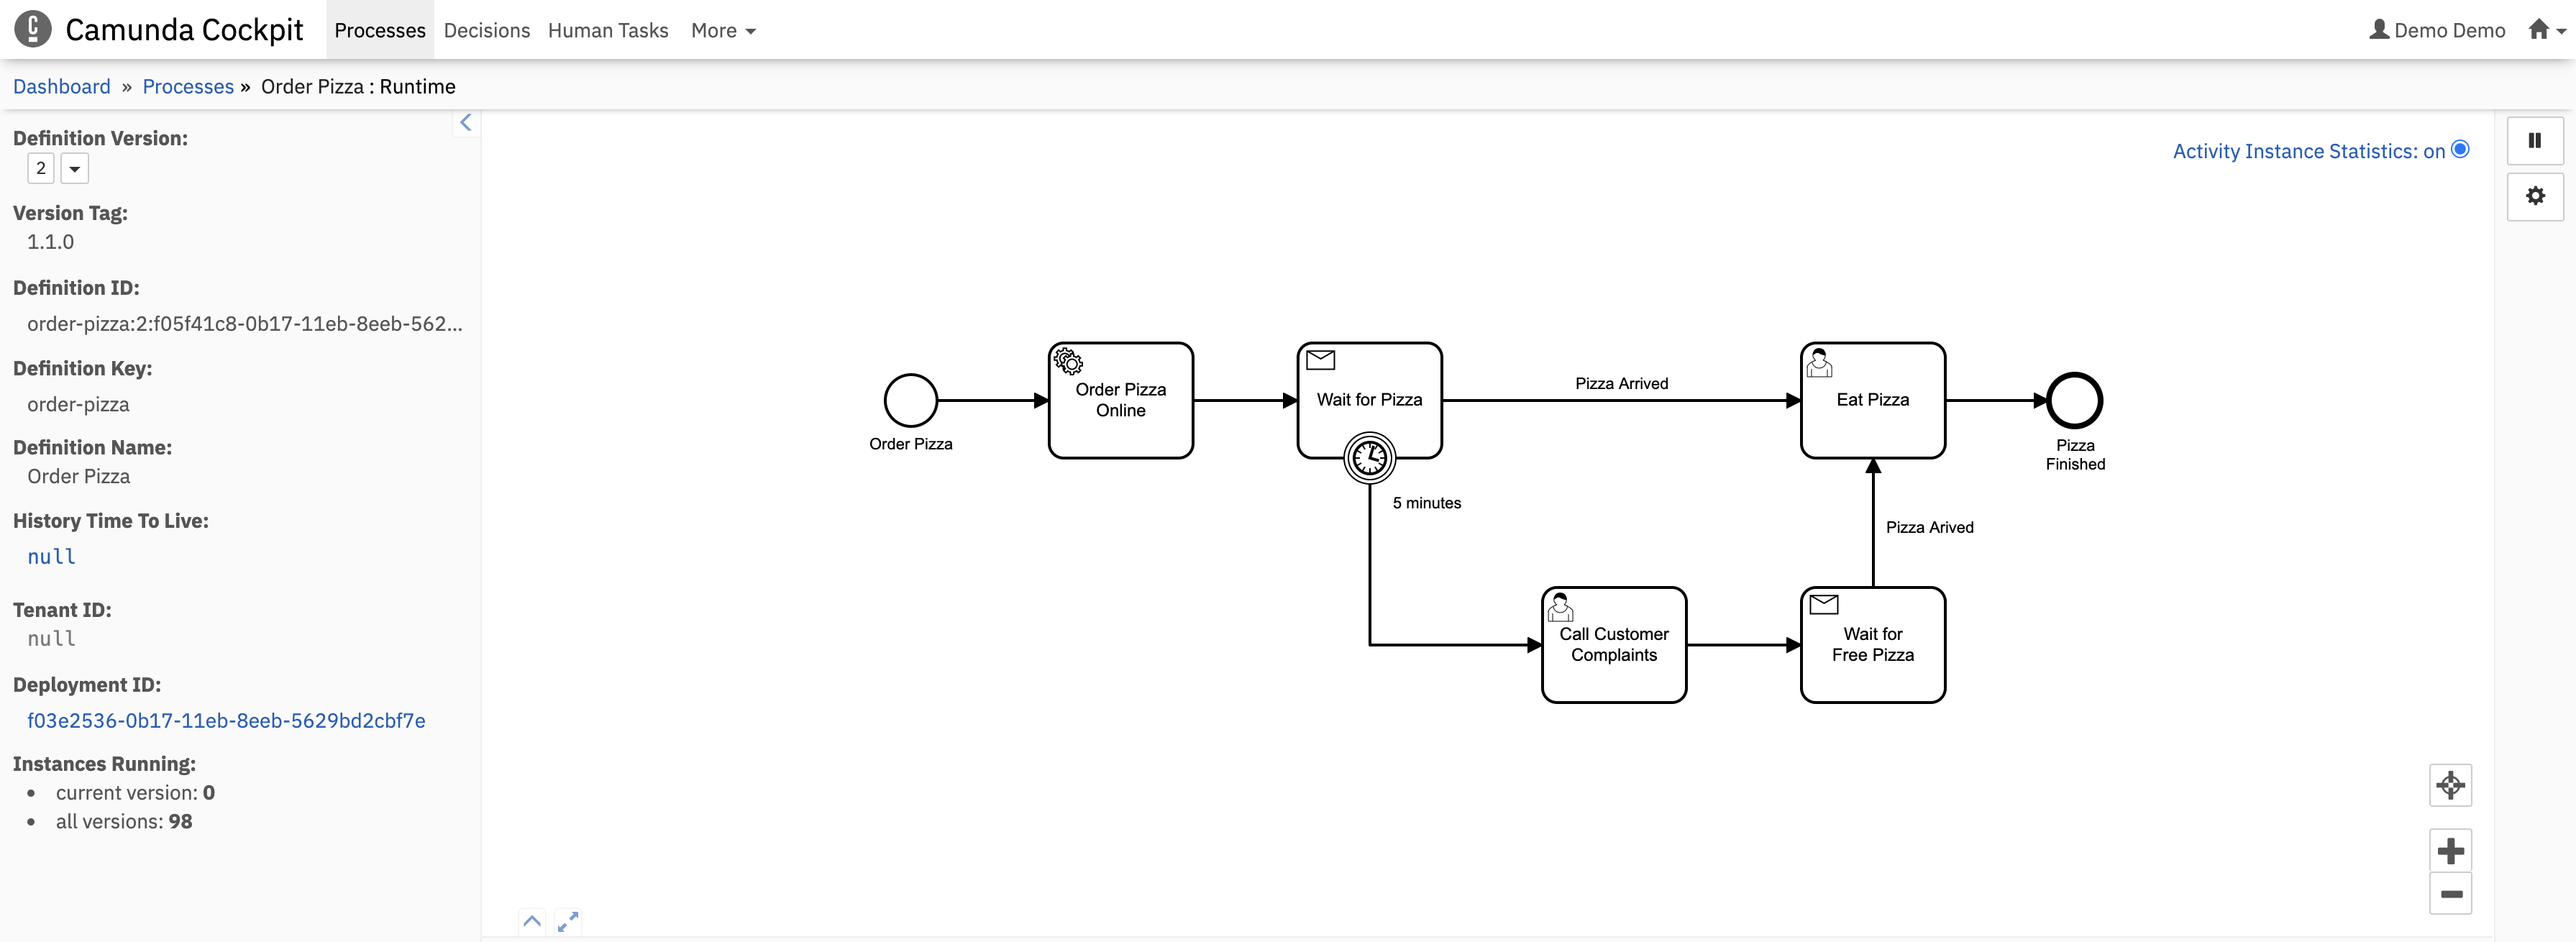 Camunda Cockpit Processes Decisions Human Tasks More Demo Demo
Dashboard » Processes » Order Pizza : Runtime
Definition Version:
2
Version Tag:
1.1.0
Definition ID:
order-pizza:2:f05f41c8-0b17-11eb-8eeb-562...
Definition Key:
order-pizza
Definition Name:
Order Pizza
History Time To Live:
null
Tenant ID:
null
Deployment ID:
f03e2536-0b17-11eb-8eeb-5629bd2cbf7e
Instances Running:
• current version: 0
• all versions: 98
Activity Instance Statistics: on
Order Pizza
Order Pizza
Online
Wait for Pizza
Pizza Arrived
Eat Pizza
Pizza
Finished
5 minutes
Pizza Arived
Call Customer
Complaints
Wait for
Free Pizza